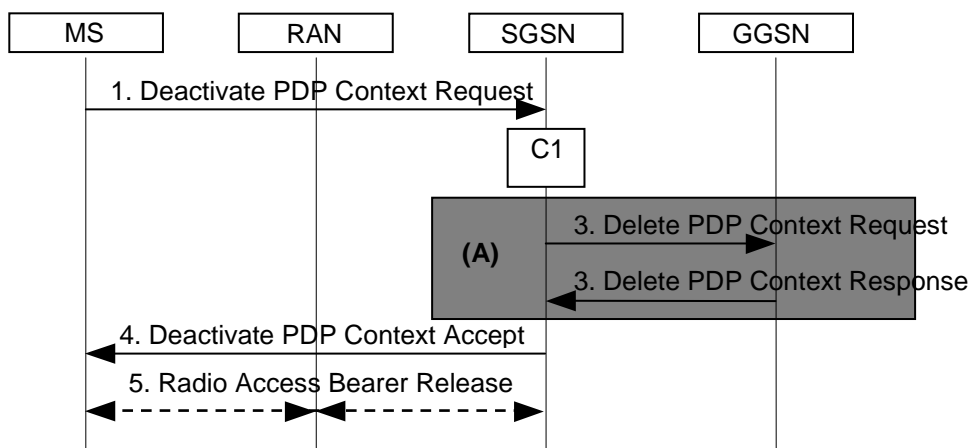 MS
RAN
SGSN
GGSN
1. Deactivate PDP Context Request
C1
3. Delete PDP Context Request
(A)
3. Delete PDP Context Response
4. Deactivate PDP Context Accept
5. Radio Access Bearer Release